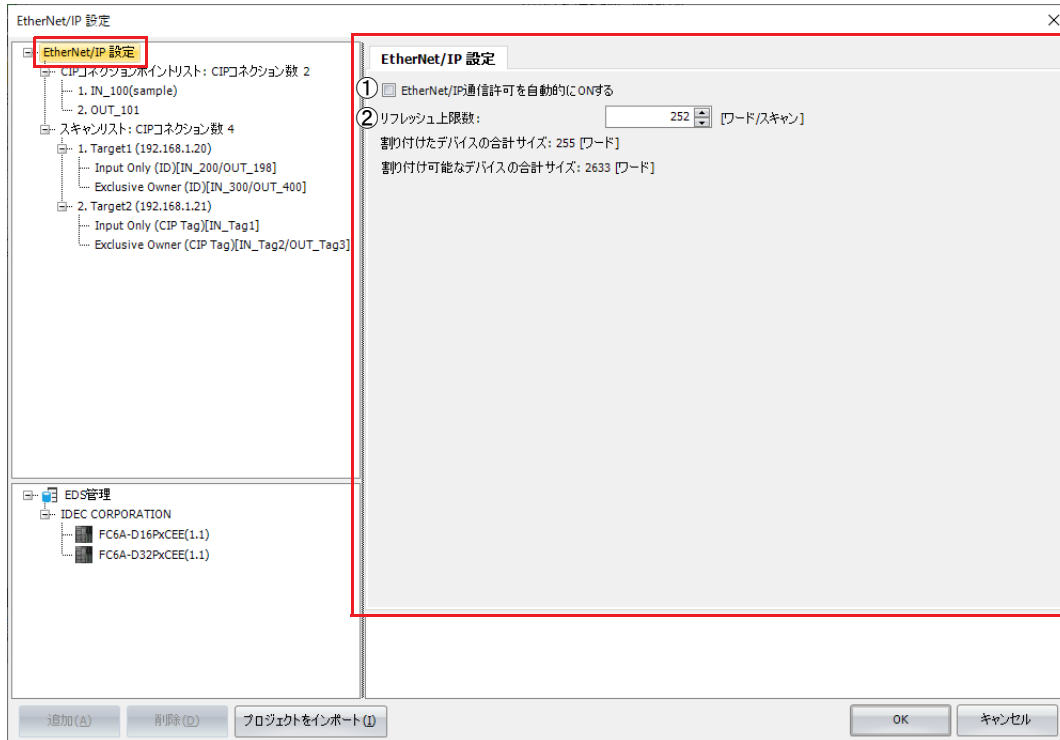 EtherNet/IP 設定
EtherNet/IP 設定
CIPコネクションポイントリスト: CIPコネクション数 2
1. IN_100(sample)
2. OUT_101
スキャンリスト: CIPコネクション数 4
1. Target1 (192.168.1.20)
Input Only (ID)[IN_200/OUT_198]
Exclusive Owner (ID)[IN_300/OUT_400]
2. Target2 (192.168.1.21)
Input Only (CIP Tag)[IN_Tag1]
Exclusive Owner (CIP Tag)[IN_Tag2/OUT_Tag3]
EtherNet/IP 設定
① EtherNet/IP通信許可を自動的にONする
② リフレッシュ上限数: 252 [ワード/スキャン]
割り付けたデバイスの合計サイズ: 255 [ワード]
割り付け可能なデバイスの合計サイズ: 2633 [ワード]
EDS管理
IDEC CORPORATION
FC6A-D16PxCEE(1.1)
FC6A-D32PxCEE(1.1)
追加(A) 削除(D) プロジェクトをインポート(I) OK キャンセル